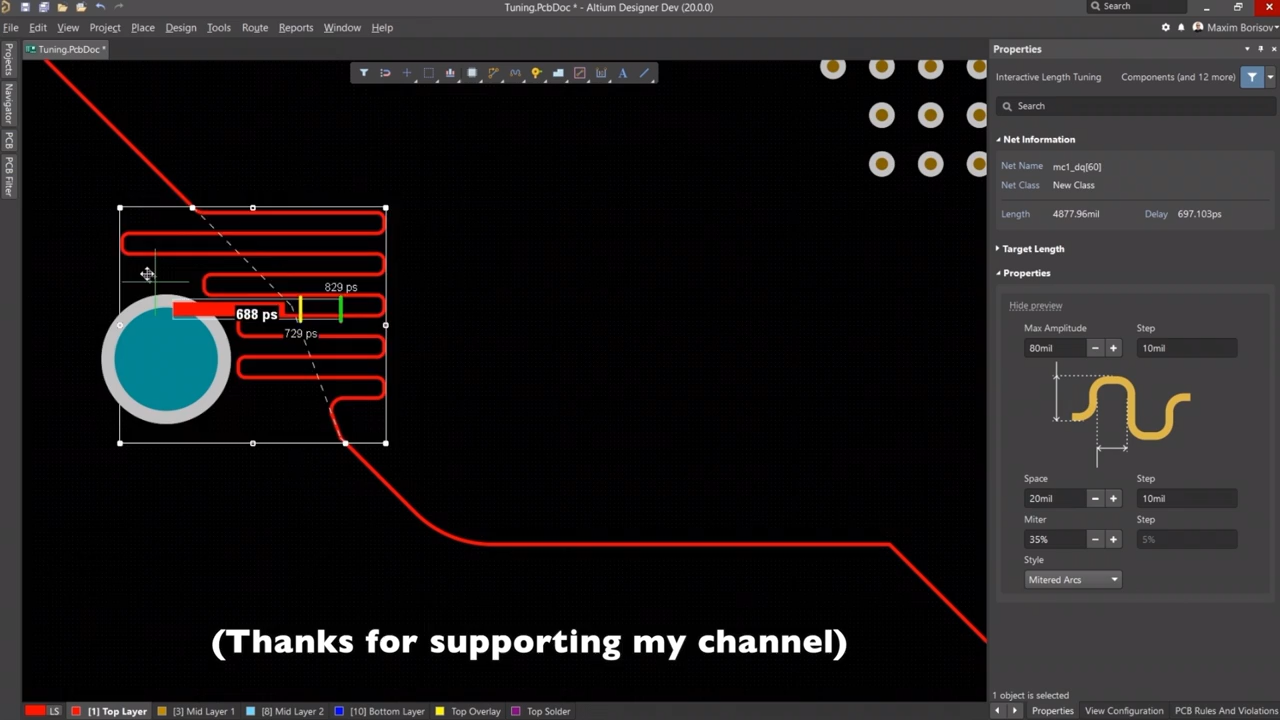 Tuning.PcbDoc * - Altium Designer Dev (20.0.0)
Search
File Edit View Project Place Design Tools Route Reports Window Help
Maxim Borisov
Tuning.PcbDoc *
Projects
Navigator
PCB
PCB Filter
829 ps
688 ps
729 ps
(Thanks for supporting my channel)
Properties
Interactive Length Tuning Components (and 12 more)
Search
Net Information
Net Name mc1_dq[60]
Net Class New Class
Length 4877.96mil Delay 697.103ps
Target Length
Properties
Hide preview
Max Amplitude Step
80mil 10mil
Space Step
20mil 10mil
Miter Step
35% 5%
Style
Mitered Arcs
1 object is selected
LS [1] Top Layer [3] Mid Layer 1 [8] Mid Layer 2 [10] Bottom Layer Top Overlay Top Solder
Properties View Configuration PCB Rules And Violations